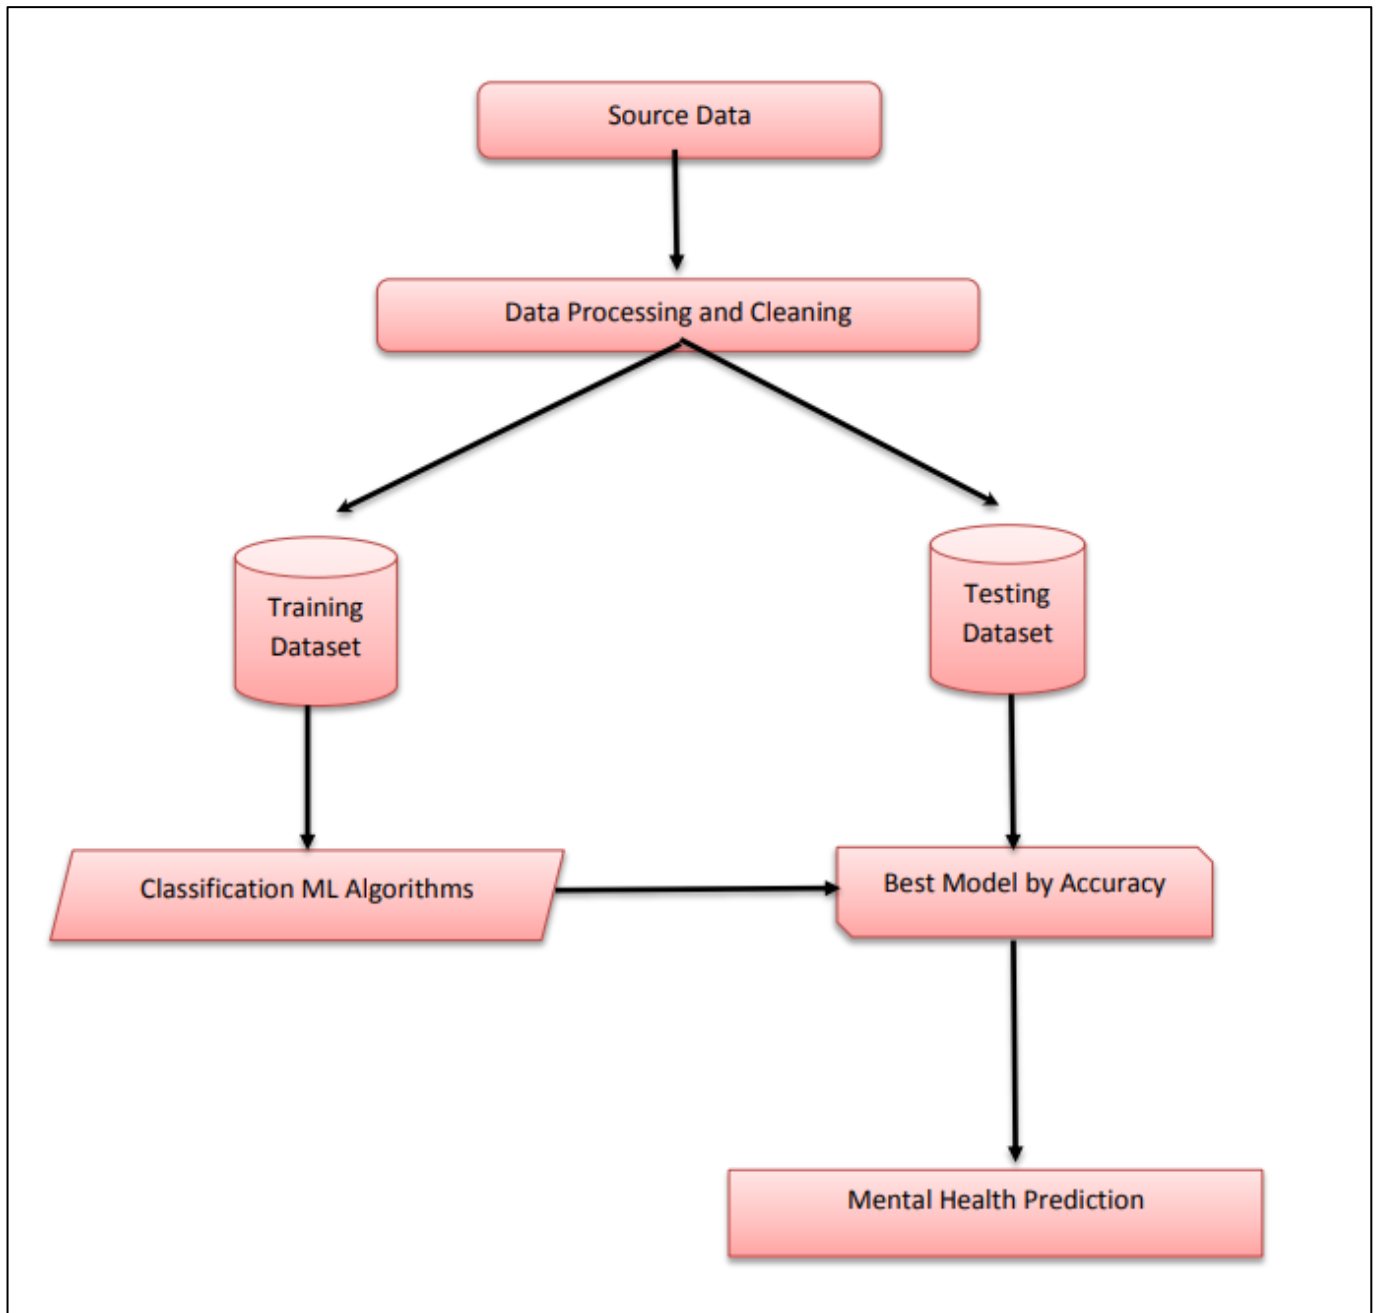 Source Data
Data Processing and Cleaning
Training
Dataset
Testing
Dataset
Classification ML Algorithms
Best Model by Accuracy
Mental Health Prediction